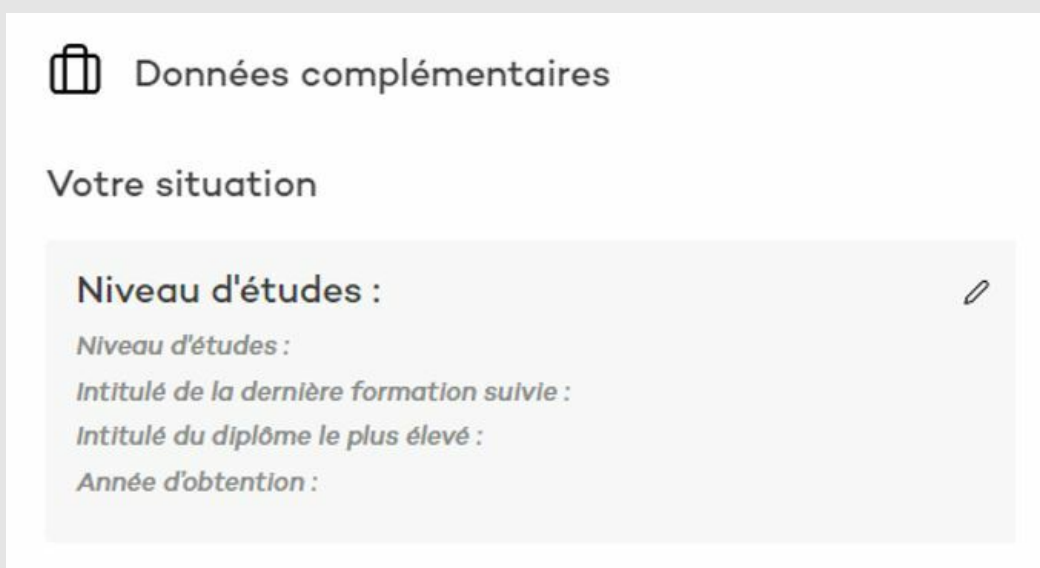 Données complémentaires
Votre situation
Niveau d'études :
Niveau d'études :
Intitulé de la dernière formation suivie :
Intitulé du diplôme le plus élevé :
Année d'obtention :